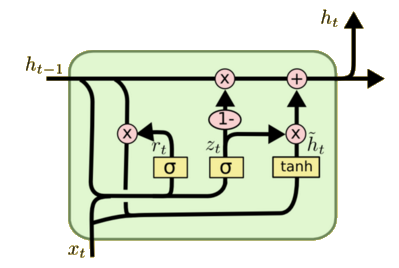 h_t
h_{t-1}
x
+
1-
x
r_t
z_t
x
h̃_t
σ
σ
tanh
x_t